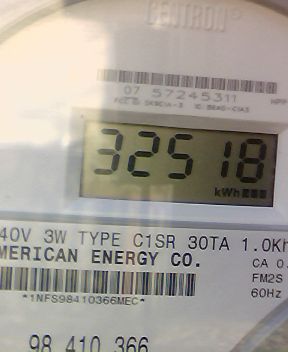 CENTRON®
07 57245311
32518
kWh
40V 3W TYPE C1SR 30TA 1.0Kh
MERICAN ENERGY CO.
CA 0.
FM2S
60Hz
*1NFS98410366MEC*
98 410 366